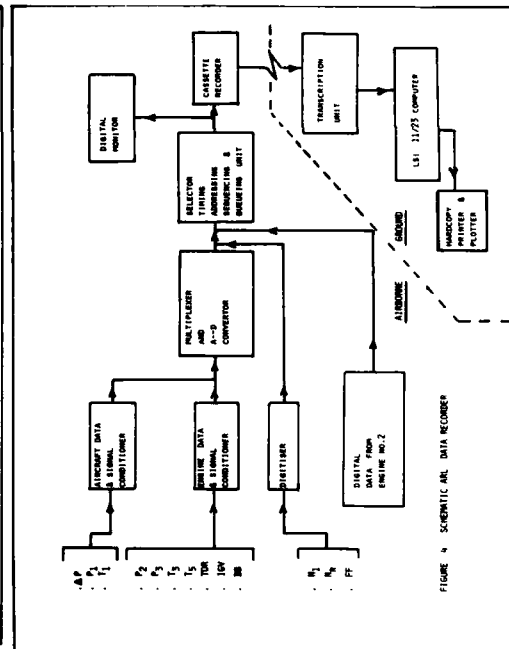 . ΔP
. P1
. T1
. P2
. P3
. T3
. T5
. TOR
. IGV
. BB
. N1
. NR
. FF
AIRCRAFT DATA
& SIGNAL
CONDITIONER
ENGINE DATA
& SIGNAL
CONDITIONER
DIGITISER
DIGITAL
DATA FROM
ENGINE NO.2
MULTIPLEXER
AND
A--D
CONVERTOR
SELECTOR
TIMING
ADDRESSING
SEQUENCING &
QUEUEING UNIT
DIGITAL
MONITOR
CASSETTE
RECORDER
TRANSCRIPTION
UNIT
LSI 11/23 COMPUTER
HARDCOPY
PRINTER &
PLOTTER
AIRBORNE
GROUND
FIGURE 4 SCHEMATIC ARL DATA RECORDER